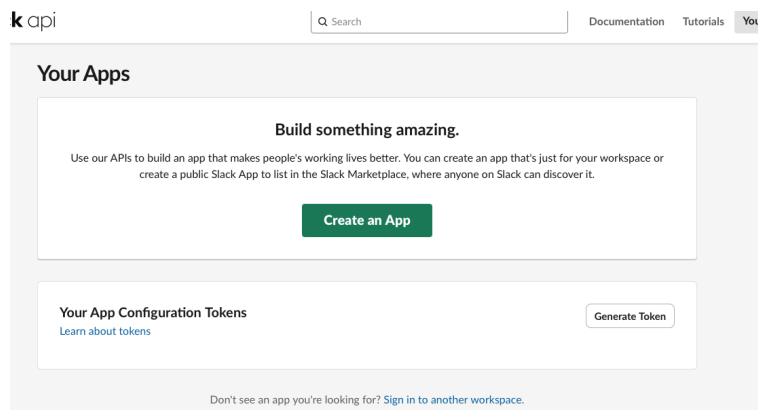 k api
Search
Documentation
Tutorials
You
Your Apps
Build something amazing.
Use our APIs to build an app that makes people's working lives better. You can create an app that's just for your workspace or
create a public Slack App to list in the Slack Marketplace, where anyone on Slack can discover it.
Create an App
Your App Configuration Tokens
Generate Token
Learn about tokens
Don't see an app you're looking for? Sign in to another workspace.